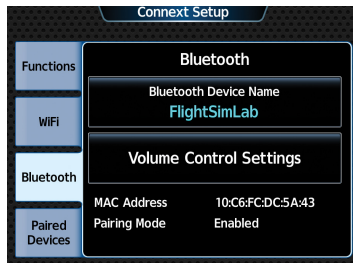 Connext Setup
Functions
WiFi
Bluetooth
Paired
Devices
Bluetooth
Bluetooth Device Name
FlightSimLab
Volume Control Settings
MAC Address 10:C6:FC:DC:5A:43
Pairing Mode Enabled